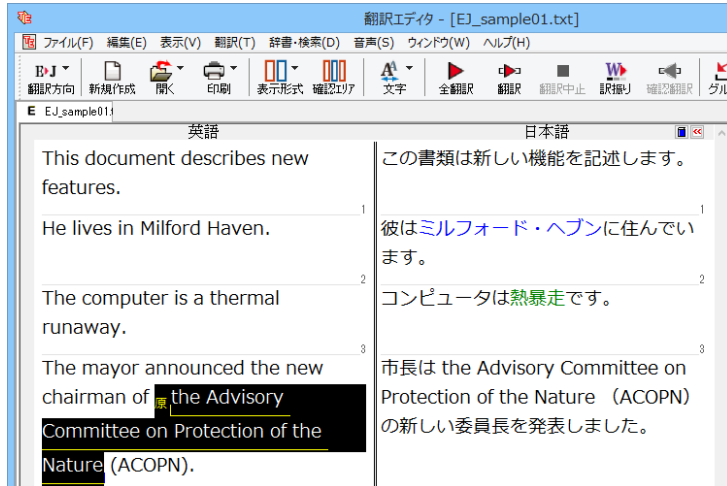 翻訳エディタ - [EJ_sample01.txt]
ファイル(F) 編集(E) 表示(V) 翻訳(T) 辞書・検索(D) 音声(S) ウィンドウ(W) ヘルプ(H)
翻訳方向 新規作成 開く 印刷 表示形式 確認エリア 文字 全翻訳 翻訳 翻訳中止 訳振り 確認翻訳 グル
E EJ_sample01.t
英語 日本語
This document describes new
features.
1
この書類は新しい機能を記述します。
1
He lives in Milford Haven.
2
彼はミルフォード・ヘブンに住んでい
ます。
2
The computer is a thermal
runaway.
3
コンピュータは熱暴走です。
3
The mayor announced the new
chairman of 原 the Advisory
Committee on Protection of the
Nature (ACOPN).
市長は the Advisory Committee on
Protection of the Nature （ACOPN）
の新しい委員長を発表しました。